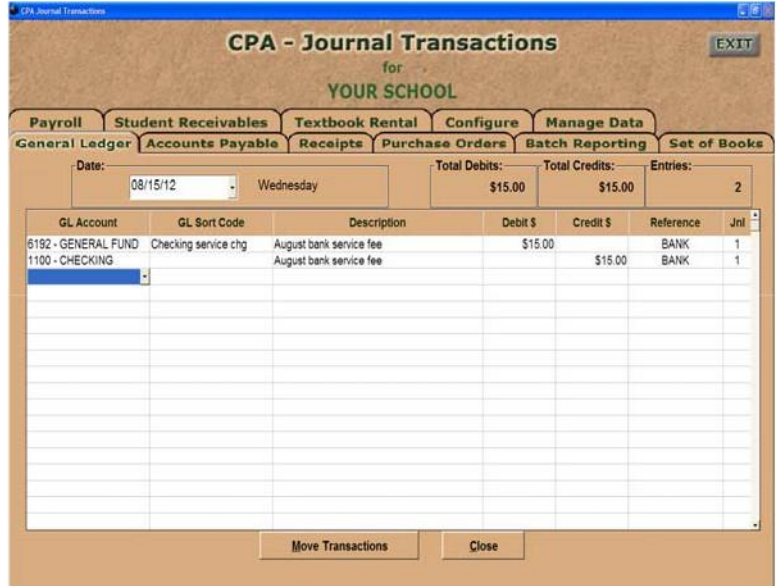 CPA Journal Transactions
CPA - Journal Transactions
for
YOUR SCHOOL
EXIT
Payroll Student Receivables Textbook Rental Configure Manage Data
General Ledger Accounts Payable Receipts Purchase Orders Batch Reporting Set of Books
Date: Total Debits: Total Credits: Entries:
08/15/12 Wednesday $15.00 $15.00 2
GL Account GL Sort Code Description Debit $ Credit $ Reference Jnl
6192 - GENERAL FUND Checking service chg August bank service fee $15.00 BANK 1
1100 - CHECKING August bank service fee $15.00 BANK 1
Move Transactions Close